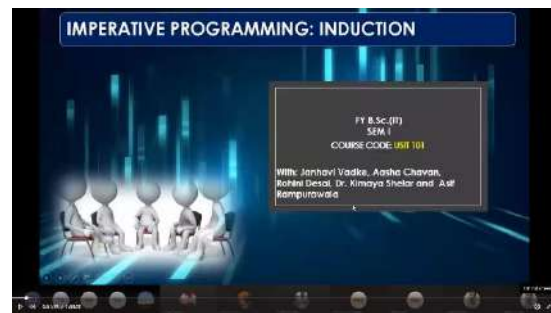 IMPERATIVE PROGRAMMING: INDUCTION
FY B.Sc.(IT)
SEM I
COURSE CODE: USIT 101
With: Janhavi Vadke, Aasha Chavan,
Rohini Desai, Dr. Kimaya Shelar and Asif
Rampurawala